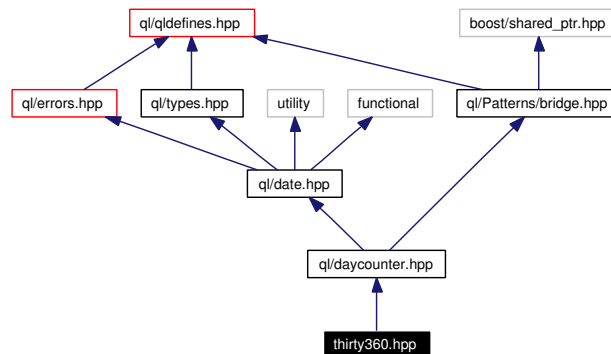 ql/qldefines.hpp
boost/shared_ptr.hpp
ql/errors.hpp
ql/types.hpp
utility
functional
ql/Patterns/bridge.hpp
ql/date.hpp
ql/daycounter.hpp
thirty360.hpp